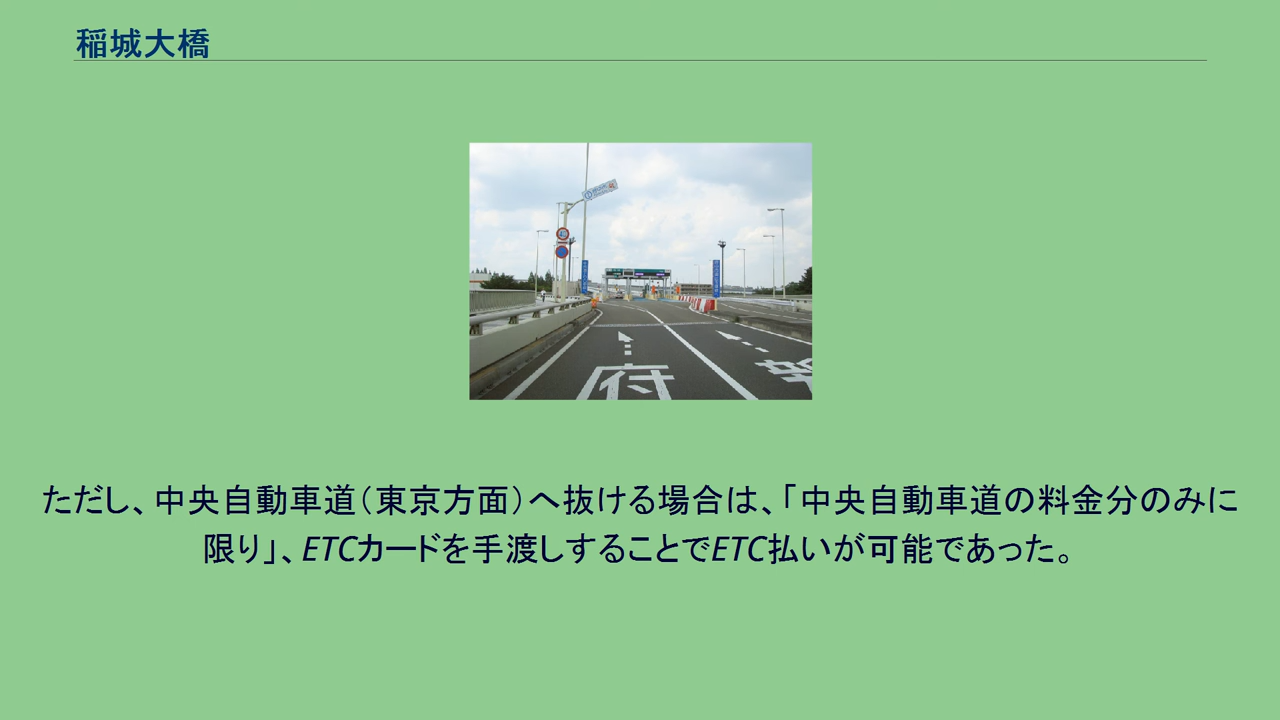 稲城大橋
府
ただし、中央自動車道（東京方面）へ抜ける場合は、「中央自動車道の料金分のみに
限り」、ETCカードを手渡しすることでETC払いが可能であった。